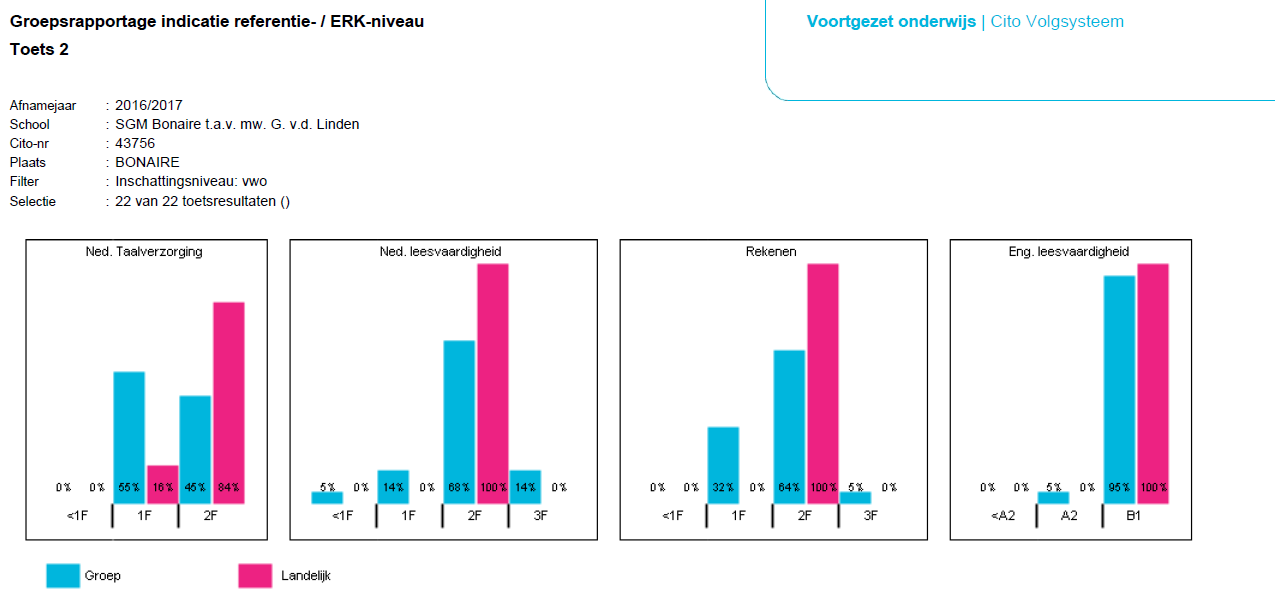 Groepsrapportage indicatie referentie- / ERK-niveau
Toets 2
Voortgezet onderwijs | Cito Volgsysteem
Afnamejaar : 2016/2017
School : SGM Bonaire t.a.v. mw. G. v.d. Linden
Cito-nr : 43756
Plaats : BONAIRE
Filter : Inschattingsniveau: vwo
Selectie : 22 van 22 toetsresultaten ()
Ned. Taalverzorging
0% 0% 55% 16% 45% 84%
<1F 1F 2F
Ned. leesvaardigheid
5% 0% 14% 0% 68% 100% 14% 0%
<1F 1F 2F 3F
Rekenen
0% 0% 32% 0% 64% 100% 5% 0%
<1F 1F 2F 3F
Eng. leesvaardigheid
0% 0% 5% 0% 95% 100%
<A2 A2 B1
Groep Landelijk